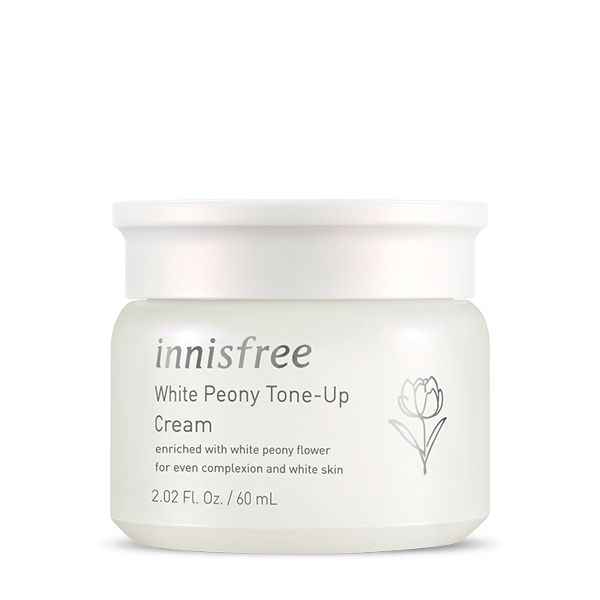 innisfree
White Peony Tone-Up
Cream
enriched with white peony flower
for even complexion and white skin
2.02 Fl. Oz. / 60 mL